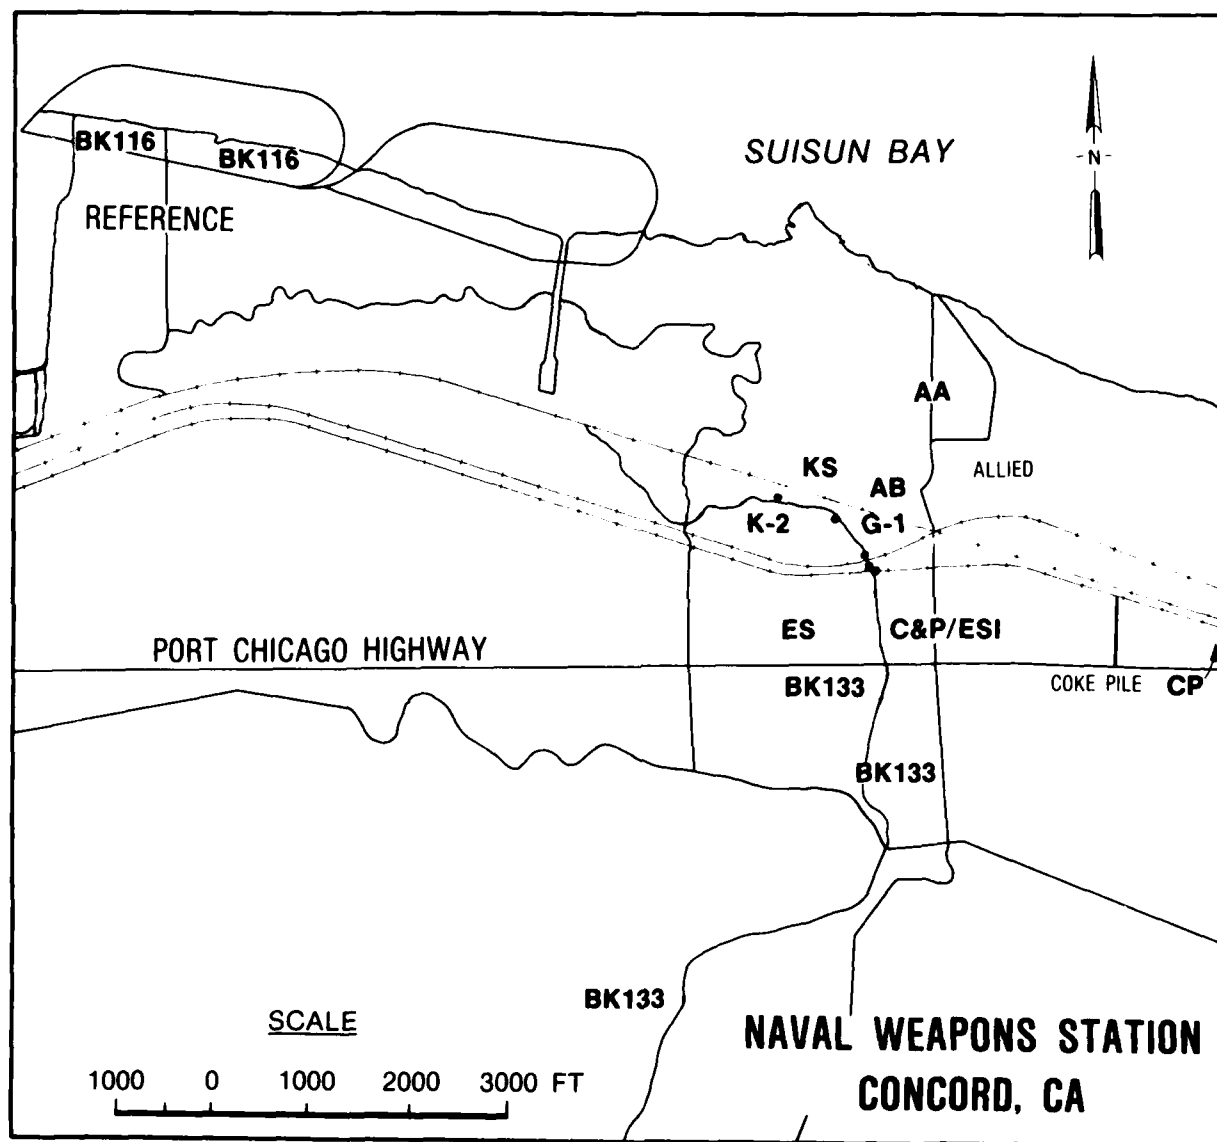 BK116
BK116
SUISUN BAY
N
REFERENCE
AA
ALLIED
KS
AB
K-2
G-1
ES
C&P/ESI
PORT CHICAGO HIGHWAY
BK133
COKE PILE
CP
BK133
BK133
SCALE
1000 0 1000 2000 3000 FT
NAVAL WEAPONS STATION
CONCORD, CA